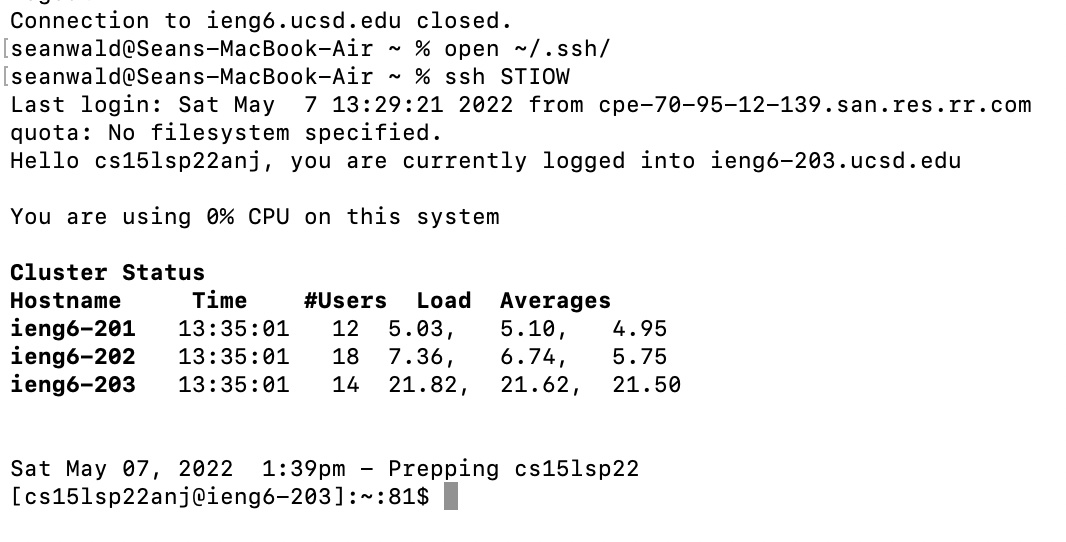 Connection to ieng6.ucsd.edu closed.
[seanwald@Seans-MacBook-Air ~ % open ~/.ssh/
[seanwald@Seans-MacBook-Air ~ % ssh STIOW
Last login: Sat May  7 13:29:21 2022 from cpe-70-95-12-139.san.res.rr.com
quota: No filesystem specified.
Hello cs15lsp22anj, you are currently logged into ieng6-203.ucsd.edu
You are using 0% CPU on this system
Cluster Status
Hostname     Time    #Users  Load  Averages
ieng6-201   13:35:01   12  5.03,   5.10,   4.95
ieng6-202   13:35:01   18  7.36,   6.74,   5.75
ieng6-203   13:35:01   14  21.82,  21.62,  21.50
Sat May 07, 2022  1:39pm - Prepping cs15lsp22
[cs15lsp22anj@ieng6-203]:~:81$